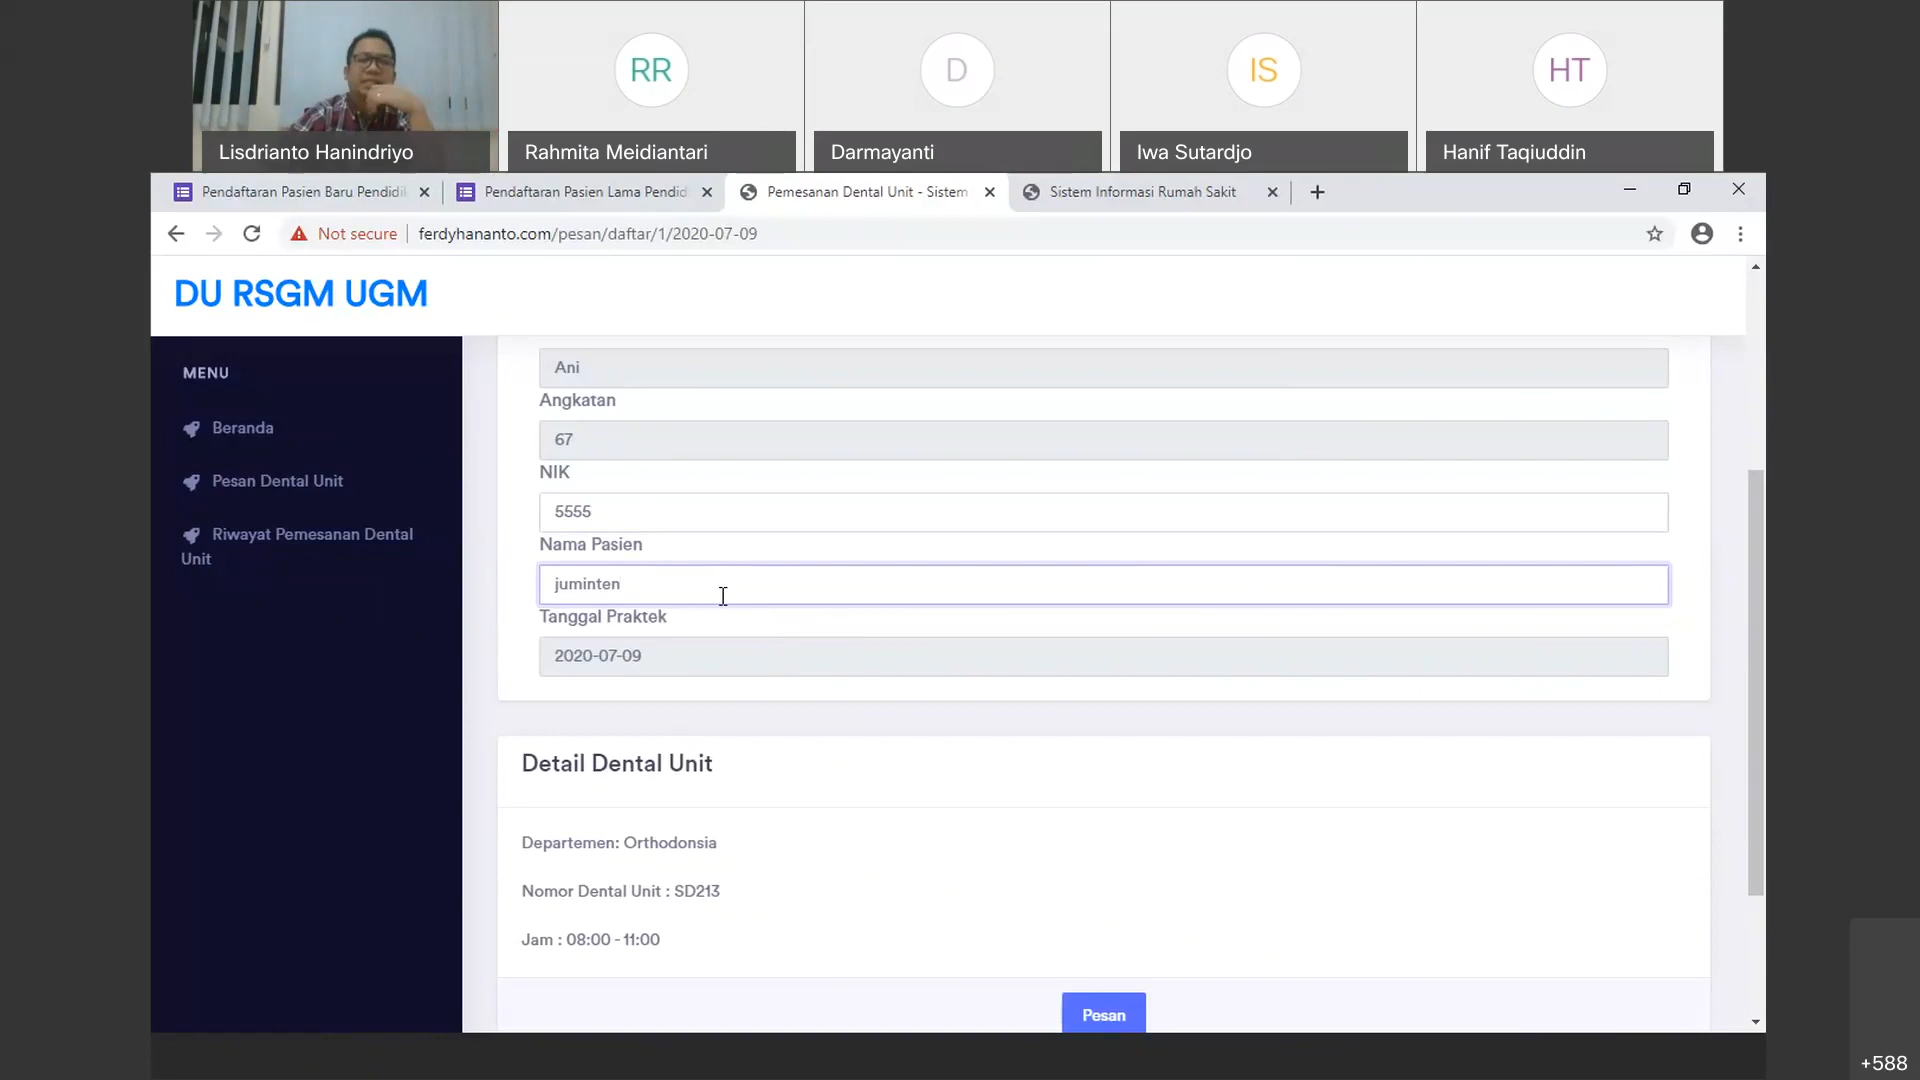 RR
D
IS
HT
Lisdrianto Hanindriyo
Rahmita Meidiantari
Darmayanti
Iwa Sutardjo
Hanif Taqiuddin
Pendaftaran Pasien Baru Pendidik
Pendaftaran Pasien Lama Pendid
Pemesanan Dental Unit - Sistem
Sistem Informasi Rumah Sakit
Not secure
ferdyhananto.com/pesan/daftar/1/2020-07-09
DU RSGM UGM
MENU
Beranda
Pesan Dental Unit
Riwayat Pemesanan Dental
Unit
Ani
Angkatan
67
NIK
5555
Nama Pasien
juminten
Tanggal Praktek
2020-07-09
Detail Dental Unit
Departemen: Orthodonsia
Nomor Dental Unit : SD213
Jam : 08:00 - 11:00
Pesan
+588